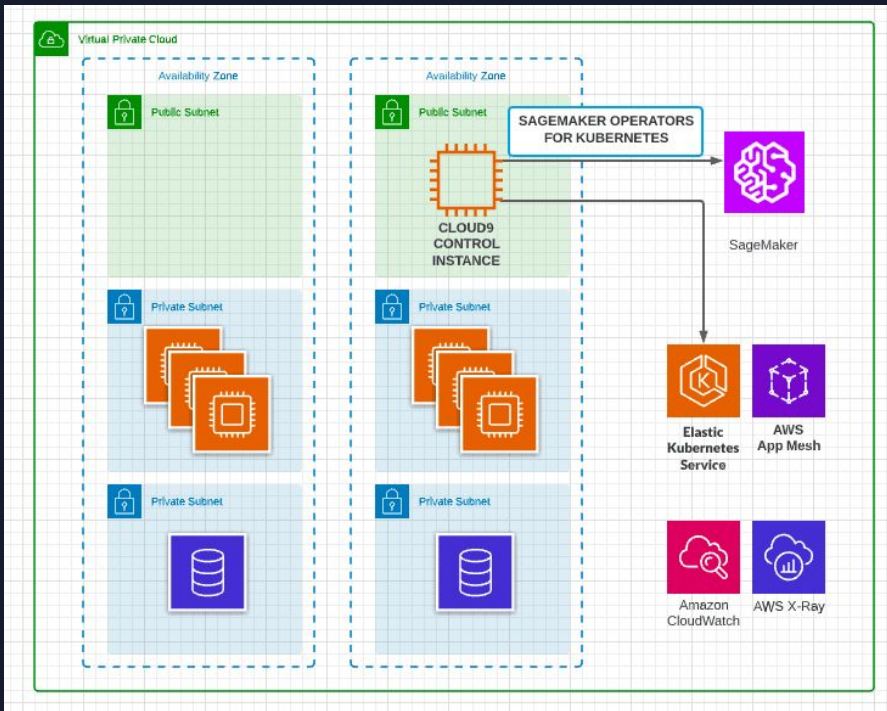 Virtual Private Cloud
Availability Zone
Availability Zone
Public Subnet
Public Subnet
SAGEMAKER OPERATORS
FOR KUBERNETES
CLOUD9
CONTROL
INSTANCE
SageMaker
Private Subnet
Private Subnet
K
Elastic
Kubernetes
Service
AWS
App Mesh
Private Subnet
Private Subnet
Amazon
CloudWatch
AWS X-Ray